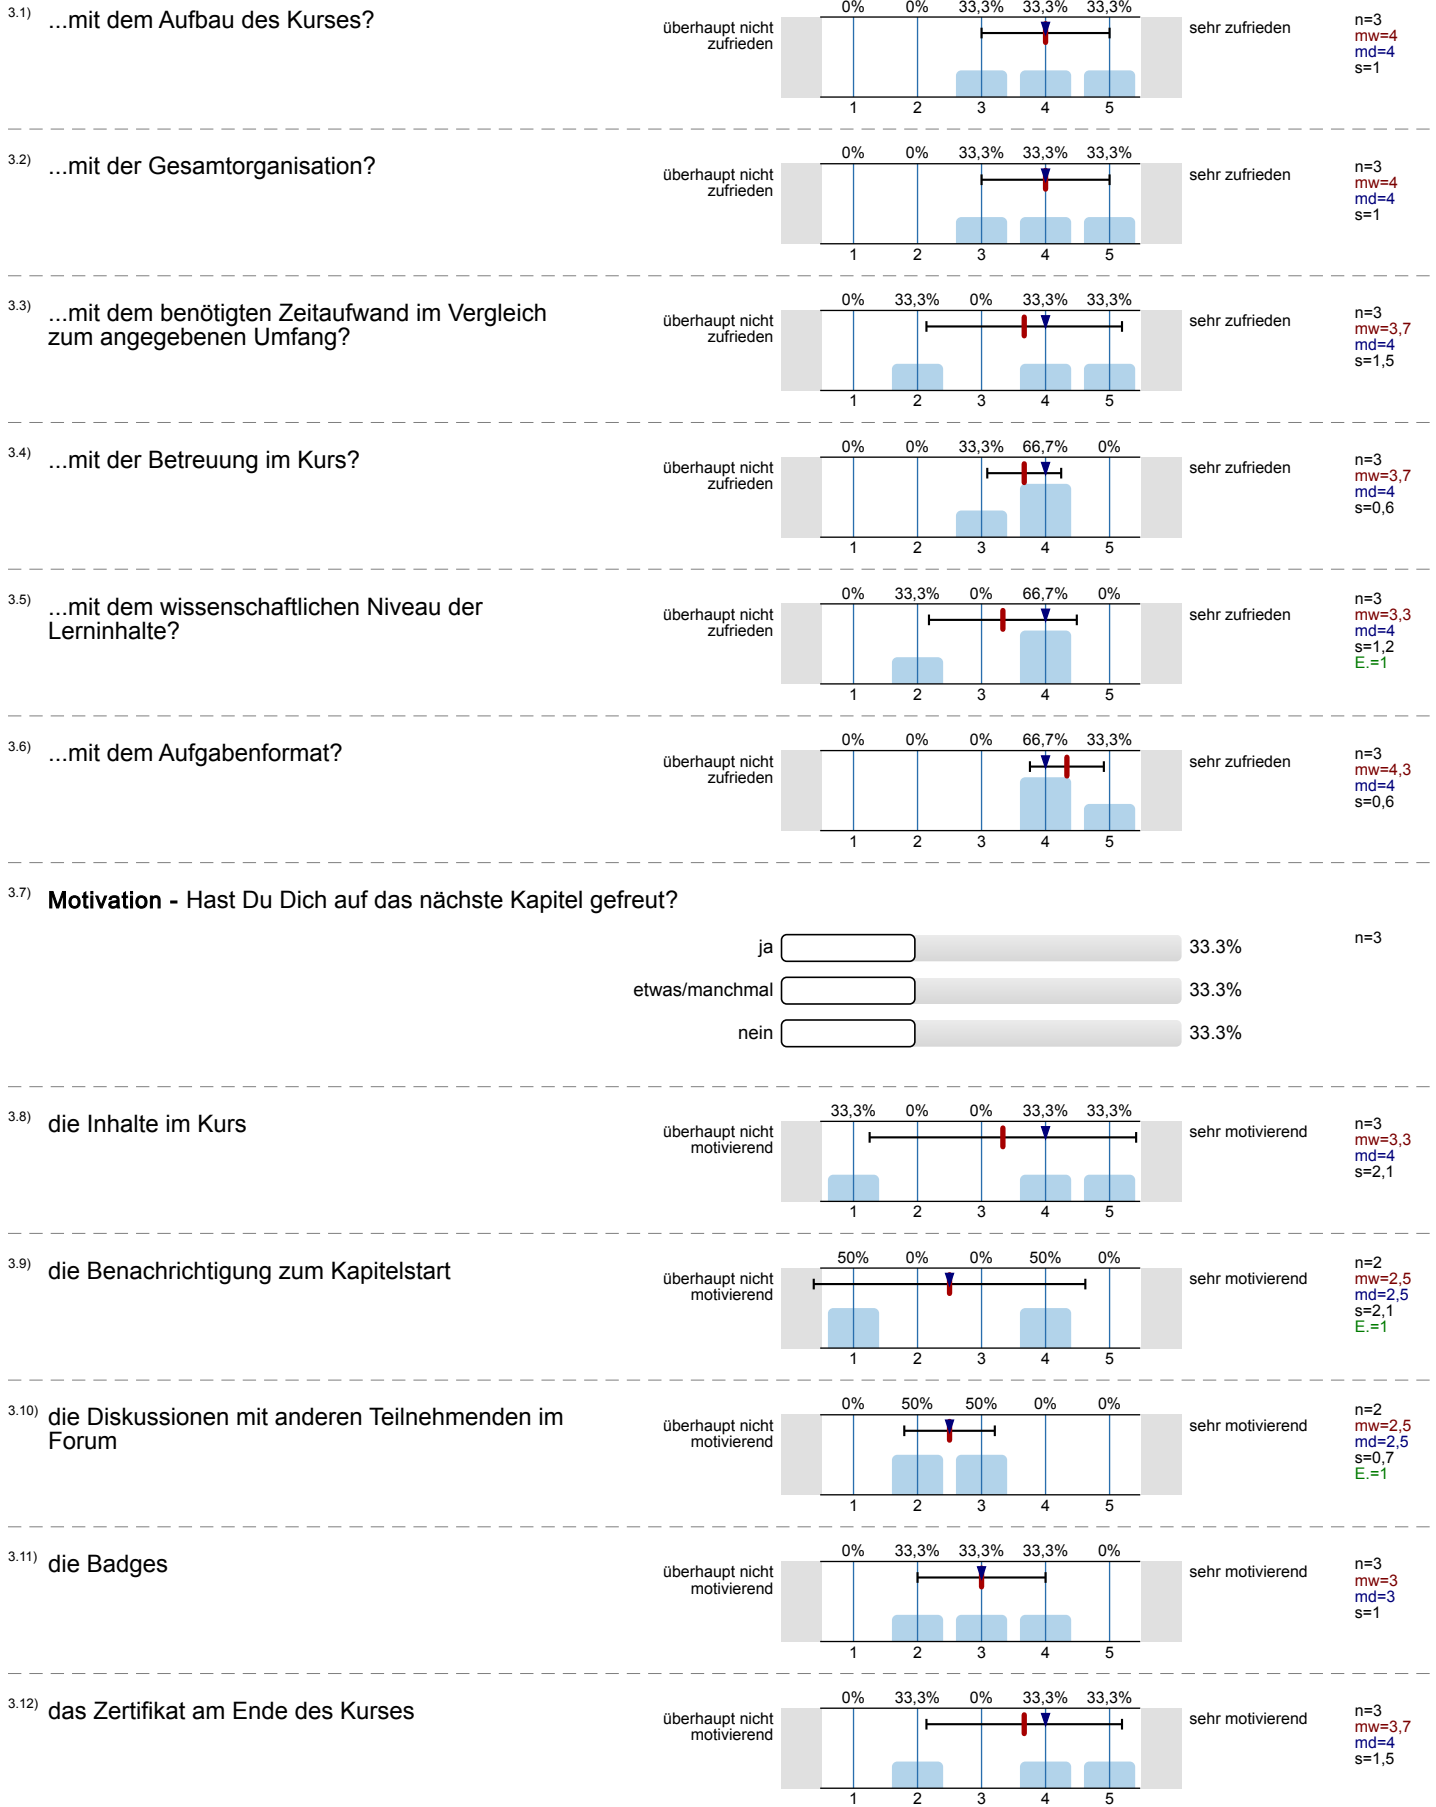 3.1) ...mit dem Aufbau des Kurses?
0% 0% 33,3% 33,3% 33,3%
überhaupt nicht
zufrieden
sehr zufrieden
n=3
mw=4
md=4
s=1
1 2 3 4 5
3.2) ...mit der Gesamtorganisation?
0% 0% 33,3% 33,3% 33,3%
überhaupt nicht
zufrieden
sehr zufrieden
n=3
mw=4
md=4
s=1
1 2 3 4 5
3.3) ...mit dem benötigten Zeitaufwand im Vergleich
zum angegebenen Umfang?
0% 33,3% 0% 33,3% 33,3%
überhaupt nicht
zufrieden
sehr zufrieden
n=3
mw=3,7
md=4
s=1,5
1 2 3 4 5
3.4) ...mit der Betreuung im Kurs?
0% 0% 33,3% 66,7% 0%
überhaupt nicht
zufrieden
sehr zufrieden
n=3
mw=3,7
md=4
s=0,6
1 2 3 4 5
3.5) ...mit dem wissenschaftlichen Niveau der
Lerninhalte?
0% 33,3% 0% 66,7% 0%
überhaupt nicht
zufrieden
sehr zufrieden
n=3
mw=3,3
md=4
s=1,2
E.=1
1 2 3 4 5
3.6) ...mit dem Aufgabenformat?
0% 0% 0% 66,7% 33,3%
überhaupt nicht
zufrieden
sehr zufrieden
n=3
mw=4,3
md=4
s=0,6
1 2 3 4 5
3.7) Motivation - Hast Du Dich auf das nächste Kapitel gefreut?
ja 33.3%
n=3
etwas/manchmal 33.3%
nein 33.3%
3.8) die Inhalte im Kurs
33,3% 0% 0% 33,3% 33,3%
überhaupt nicht
motivierend
sehr motivierend
n=3
mw=3,3
md=4
s=2,1
1 2 3 4 5
3.9) die Benachrichtigung zum Kapitelstart
50% 0% 0% 50% 0%
überhaupt nicht
motivierend
sehr motivierend
n=2
mw=2,5
md=2,5
s=2,1
E.=1
1 2 3 4 5
3.10) die Diskussionen mit anderen Teilnehmenden im
Forum
0% 50% 50% 0% 0%
überhaupt nicht
motivierend
sehr motivierend
n=2
mw=2,5
md=2,5
s=0,7
E.=1
1 2 3 4 5
3.11) die Badges
0% 33,3% 33,3% 33,3% 0%
überhaupt nicht
motivierend
sehr motivierend
n=3
mw=3
md=3
s=1
1 2 3 4 5
3.12) das Zertifikat am Ende des Kurses
0% 33,3% 0% 33,3% 33,3%
überhaupt nicht
motivierend
sehr motivierend
n=3
mw=3,7
md=4
s=1,5
1 2 3 4 5